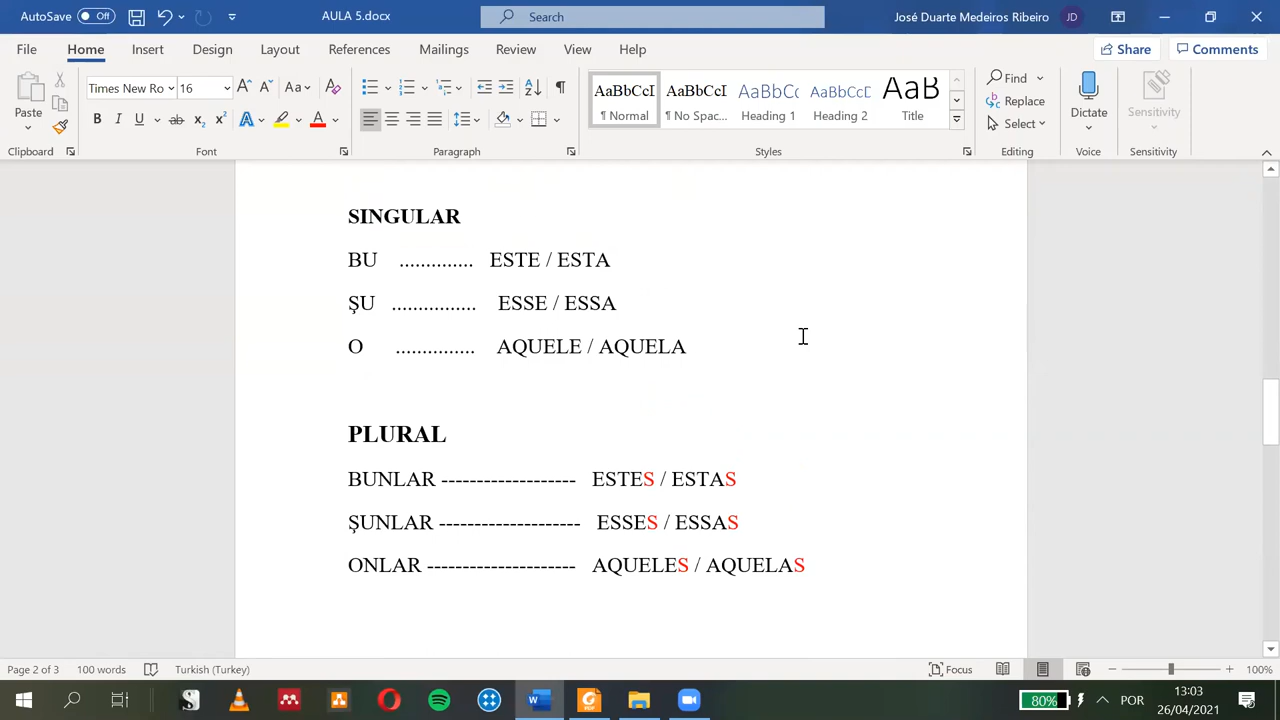 AutoSave Off AULA 5.docx Search José Duarte Medeiros Ribeiro JD
File Home Insert Design Layout References Mailings Review View Help Share Comments
Times New Ro 16 Aa AaBbCcI AaBbCcI AaBbCc AaBbCcD AaB Find
Paste Replace Dictate Sensitivity
B I U ab x₂ x² A A ¶ Normal ¶ No Spac... Heading 1 Heading 2 Title Select
Clipboard Font Paragraph Styles Editing Voice Sensitivity
SINGULAR
BU .............. ESTE / ESTA
ŞU ................ ESSE / ESSA
O ............... AQUELE / AQUELA
PLURAL
BUNLAR ------------------- ESTES / ESTAS
ŞUNLAR -------------------- ESSES / ESSAS
ONLAR --------------------- AQUELES / AQUELAS
Page 2 of 3 100 words Turkish (Turkey) Focus 100%
80% POR 13:03
26/04/2021